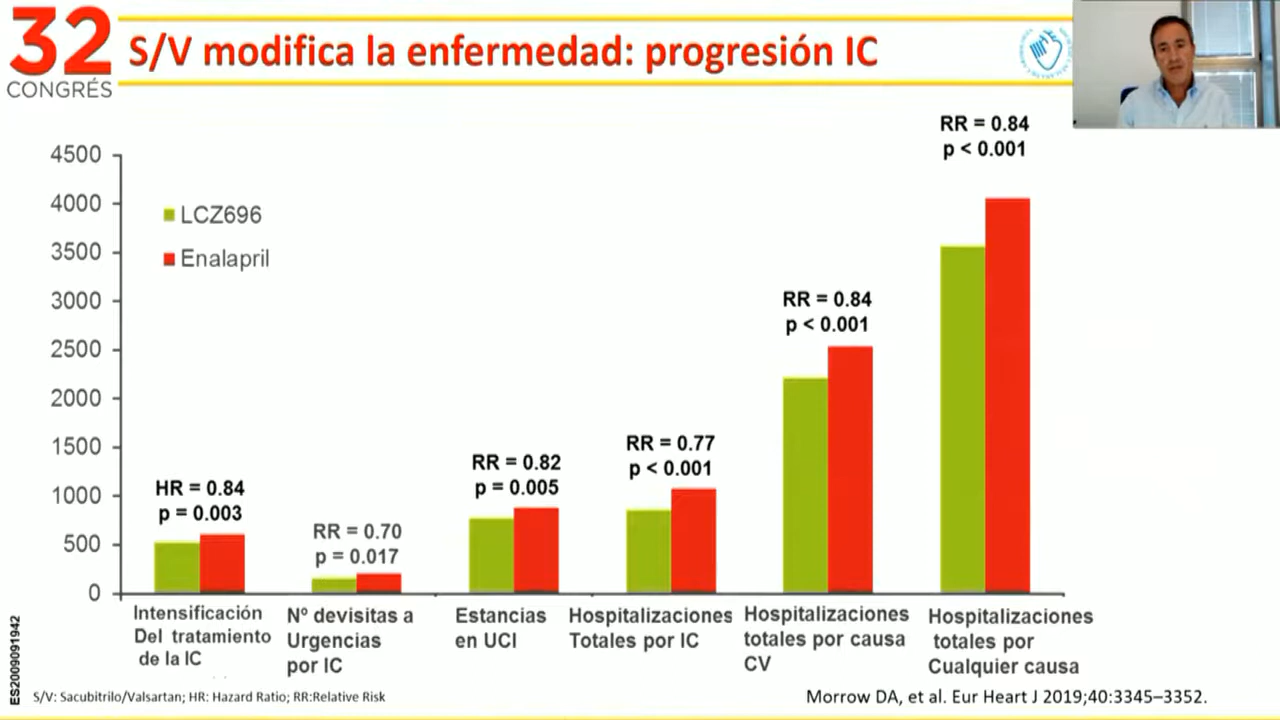 32
CONGRÉS
S/V modifica la enfermedad: progresión IC
4500
4000
3500
3000
2500
2000
1500
1000
500
0
LCZ696
Enalapril
HR = 0.84
p = 0.003
RR = 0.70
p = 0.017
RR = 0.82
p = 0.005
RR = 0.77
p < 0.001
RR = 0.84
p < 0.001
RR = 0.84
p < 0.001
Intensificación
Del tratamiento
de la IC
Nº devisitas a
Urgencias
por IC
Estancias
en UCI
Hospitalizaciones
Totales por IC
Hospitalizaciones
totales por causa
CV
Hospitalizaciones
totales por
Cualquier causa
ES2009091942
S/V: Sacubitrilo/Valsartan; HR: Hazard Ratio; RR:Relative Risk
Morrow DA, et al. Eur Heart J 2019;40:3345–3352.